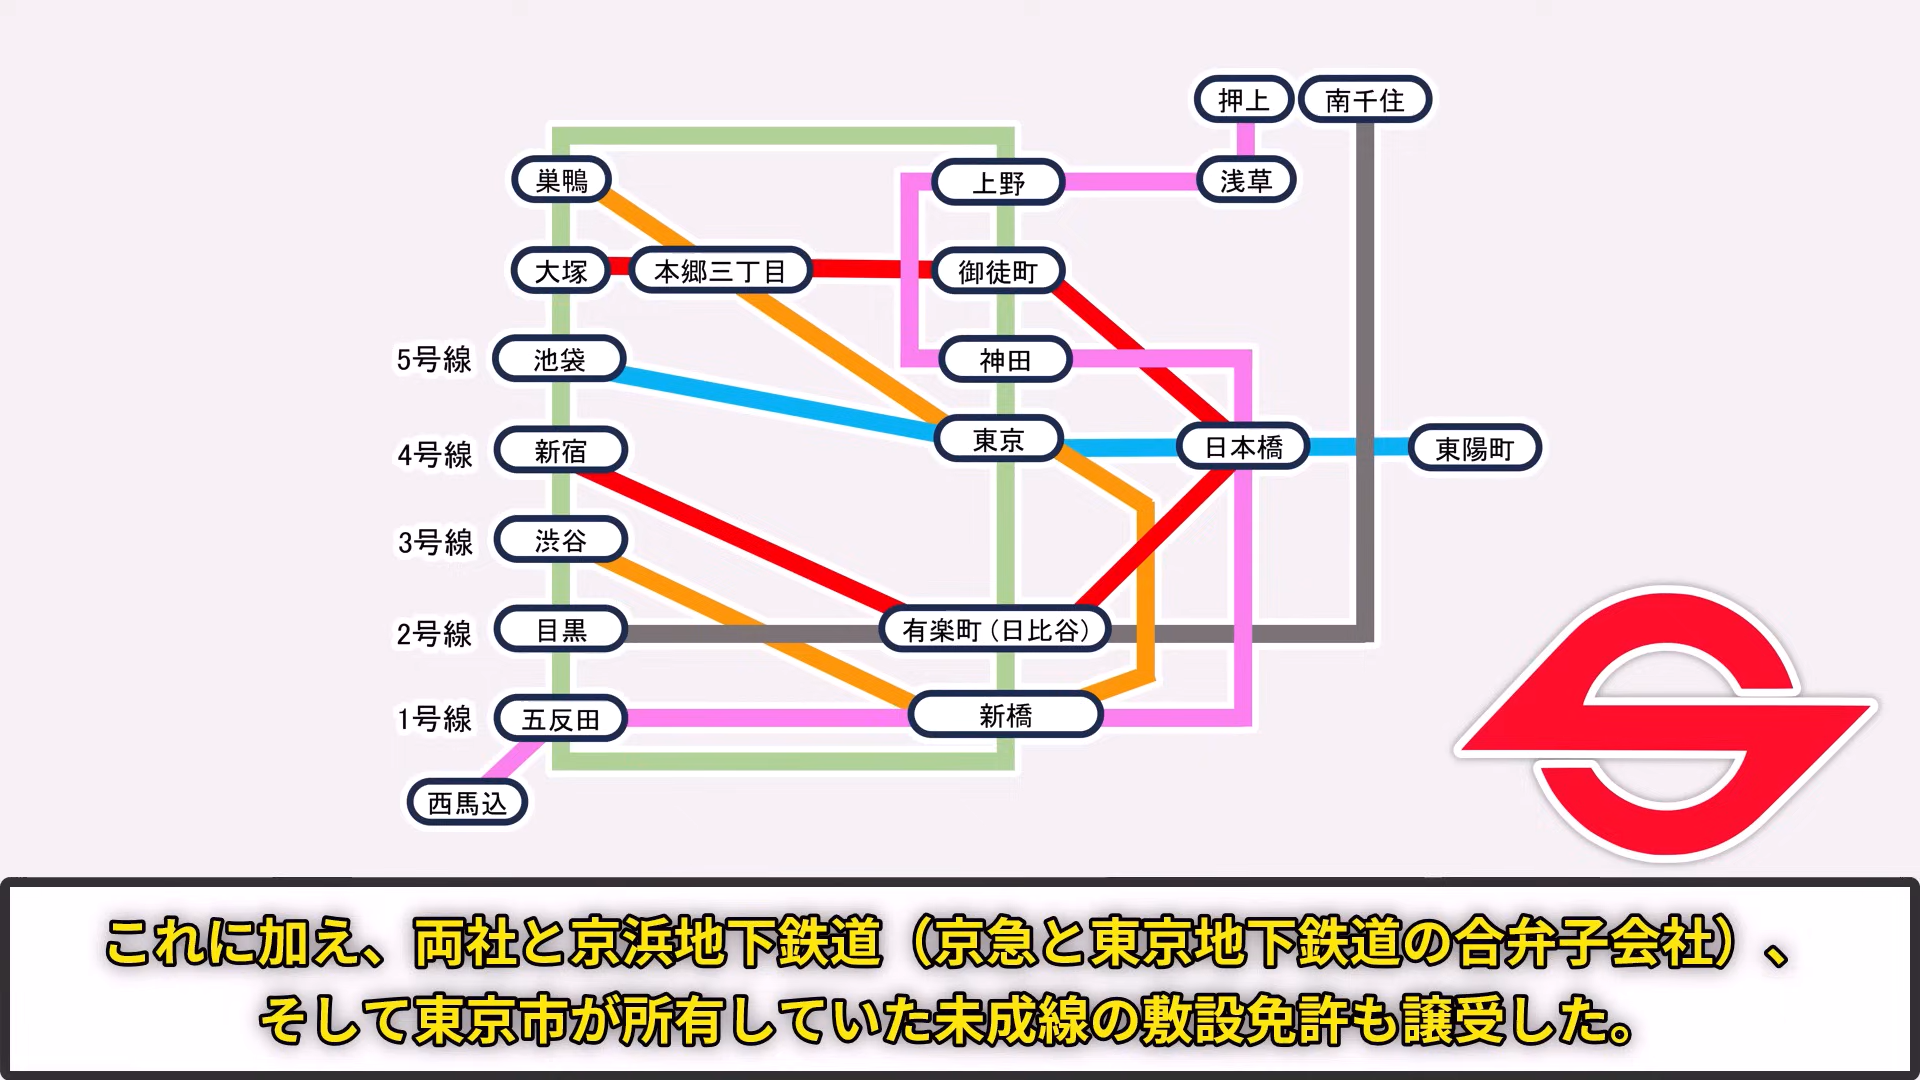 押上
南千住
巣鴨
上野
浅草
大塚
本郷三丁目
御徒町
5号線
池袋
神田
4号線
新宿
東京
日本橋
東陽町
3号線
渋谷
2号線
目黒
有楽町(日比谷)
1号線
五反田
新橋
西馬込
これに加え、両社と京浜地下鉄道（京急と東京地下鉄道の合弁子会社）、
そして東京市が所有していた未成線の敷設免許も譲受した。